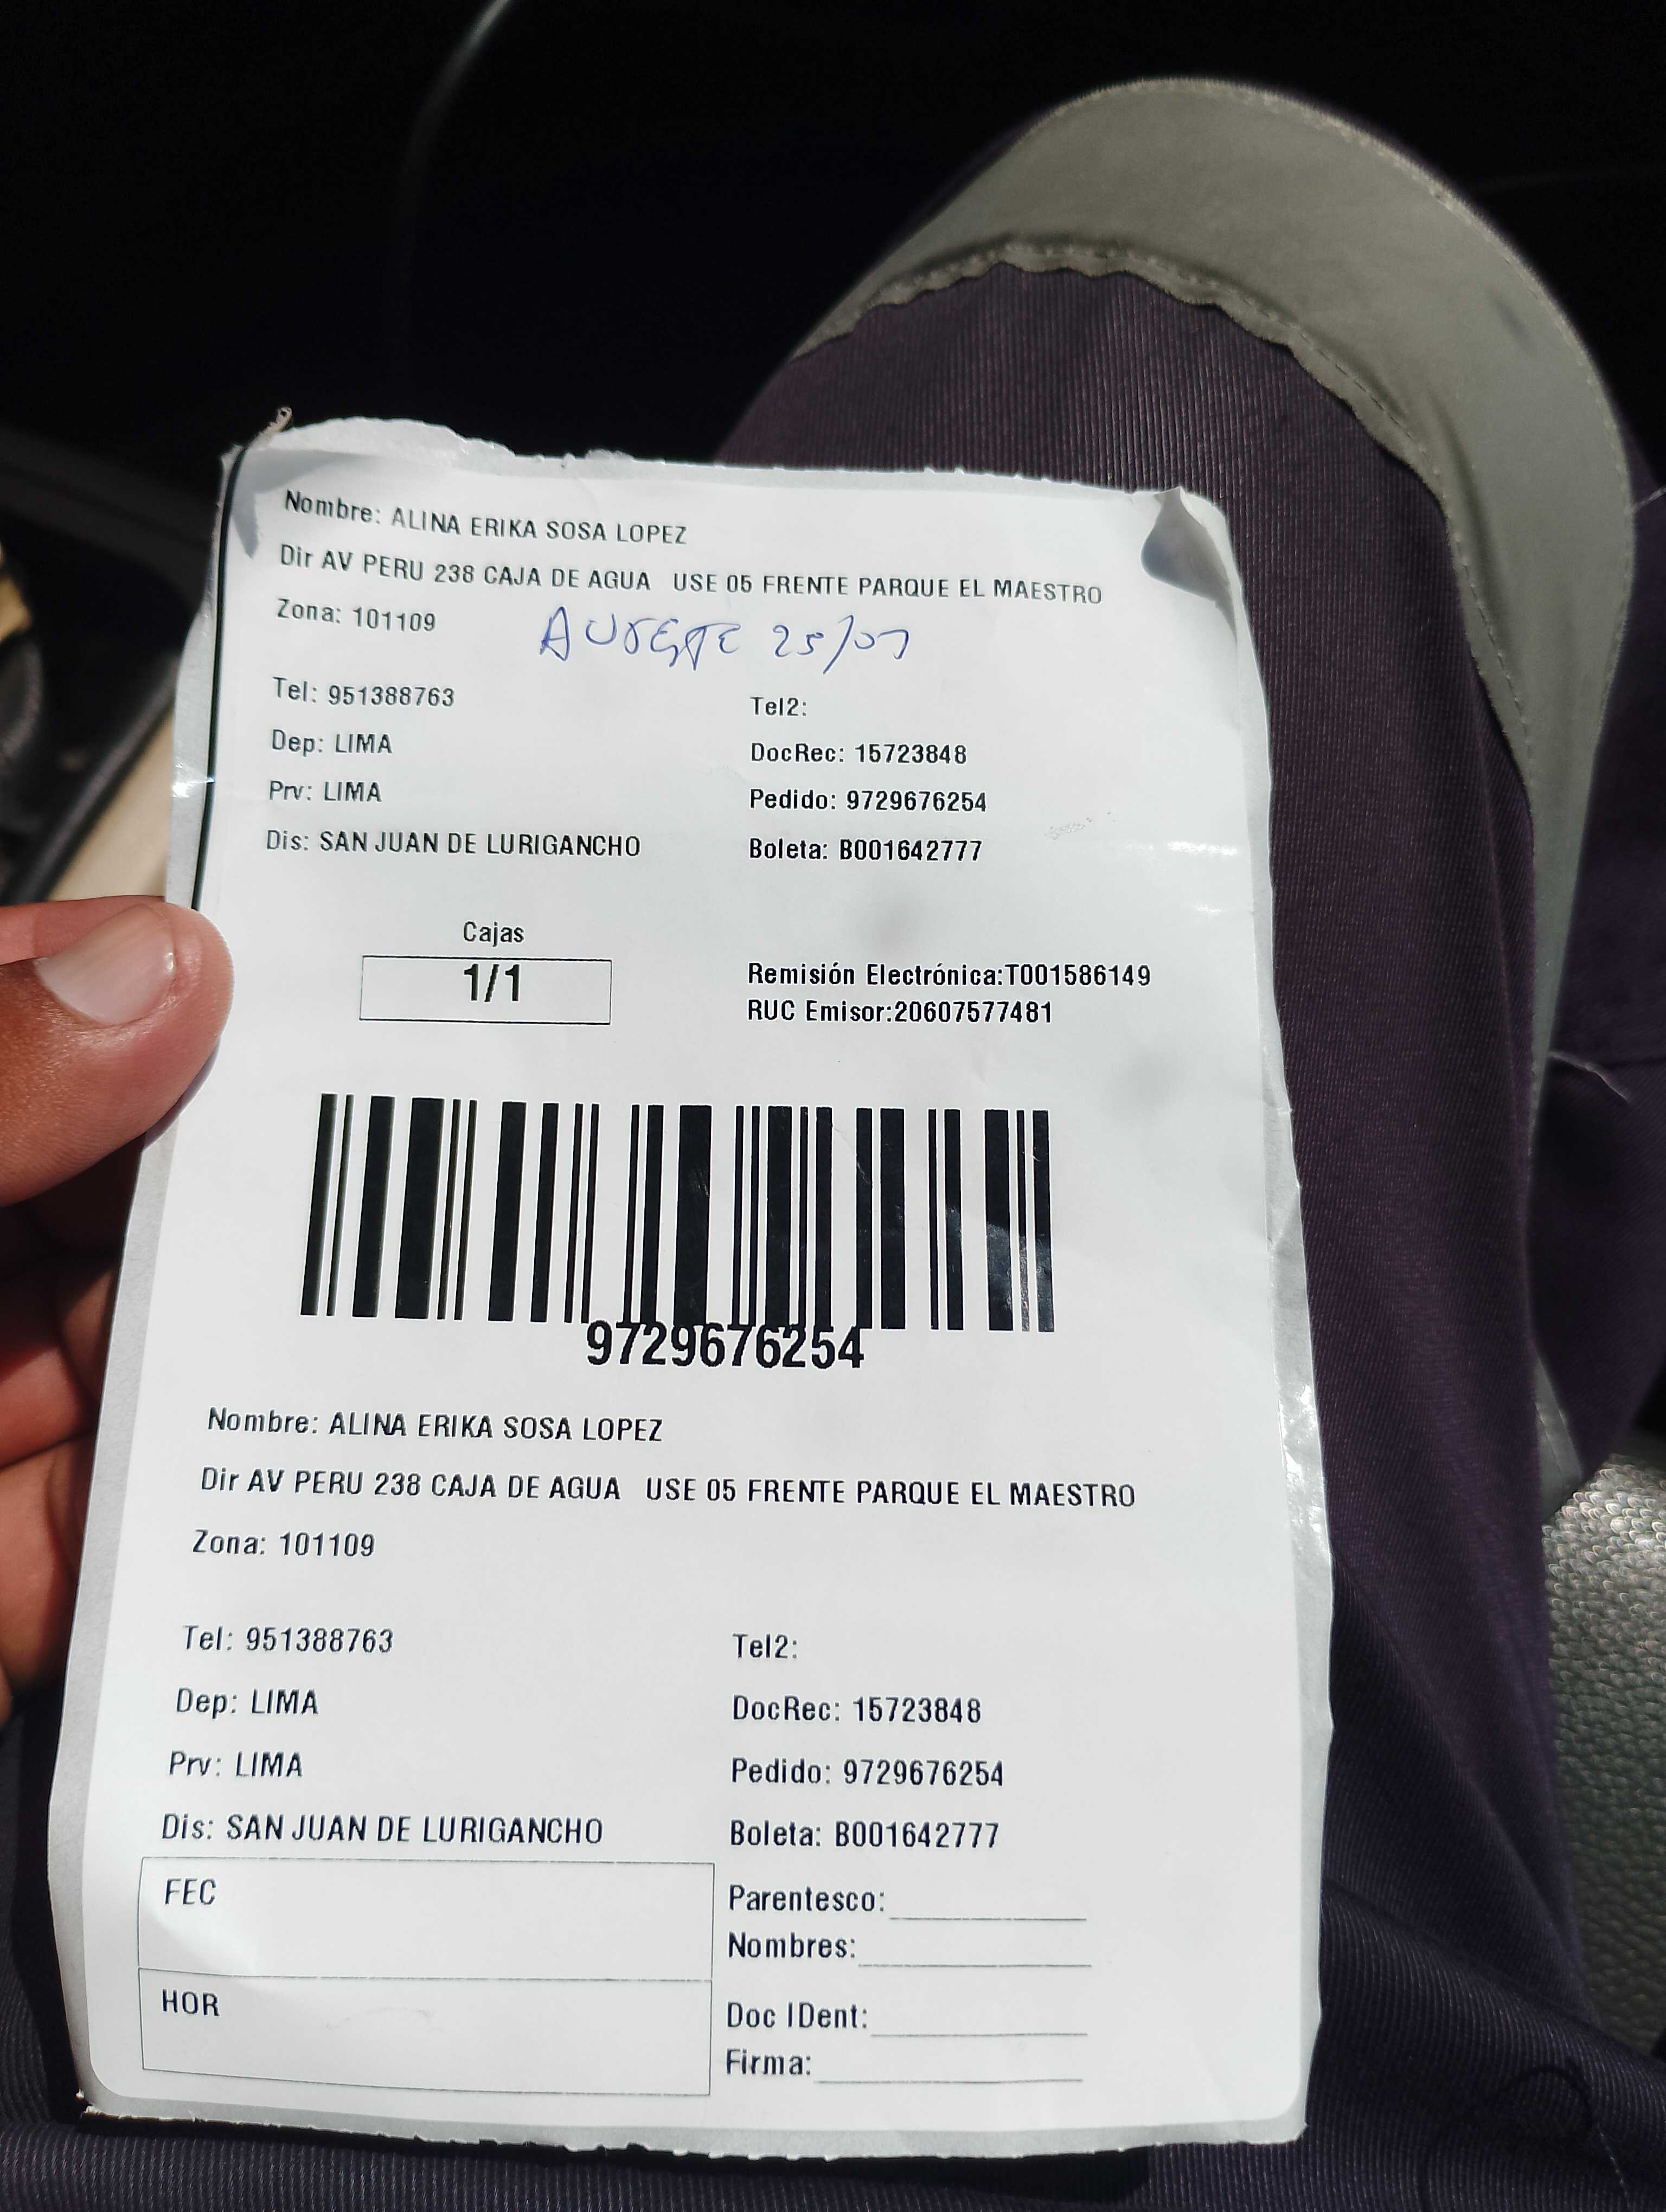 Nombre: ALINA ERIKA SOSA LOPEZ
Dir AV PERU 238 CAJA DE AGUA USE 05 FRENTE PARQUE EL MAESTRO
Zona: 101109
AUSENTE 25/07
Tel: 951388763
Tel2:
Dep: LIMA
DocRec: 15723848
Prv: LIMA
Pedido: 9729676254
Dis: SAN JUAN DE LURIGANCHO
Boleta: B001642777
Cajas
1/1
Remisión Electrónica:T001586149
RUC Emisor:20607577481
9729676254
Nombre: ALINA ERIKA SOSA LOPEZ
Dir AV PERU 238 CAJA DE AGUA USE 05 FRENTE PARQUE EL MAESTRO
Zona: 101109
Tel: 951388763
Tel2:
Dep: LIMA
DocRec: 15723848
Prv: LIMA
Pedido: 9729676254
Dis: SAN JUAN DE LURIGANCHO
Boleta: B001642777
FEC
Parentesco:
Nombres:
HOR
Doc IDent:
Firma: